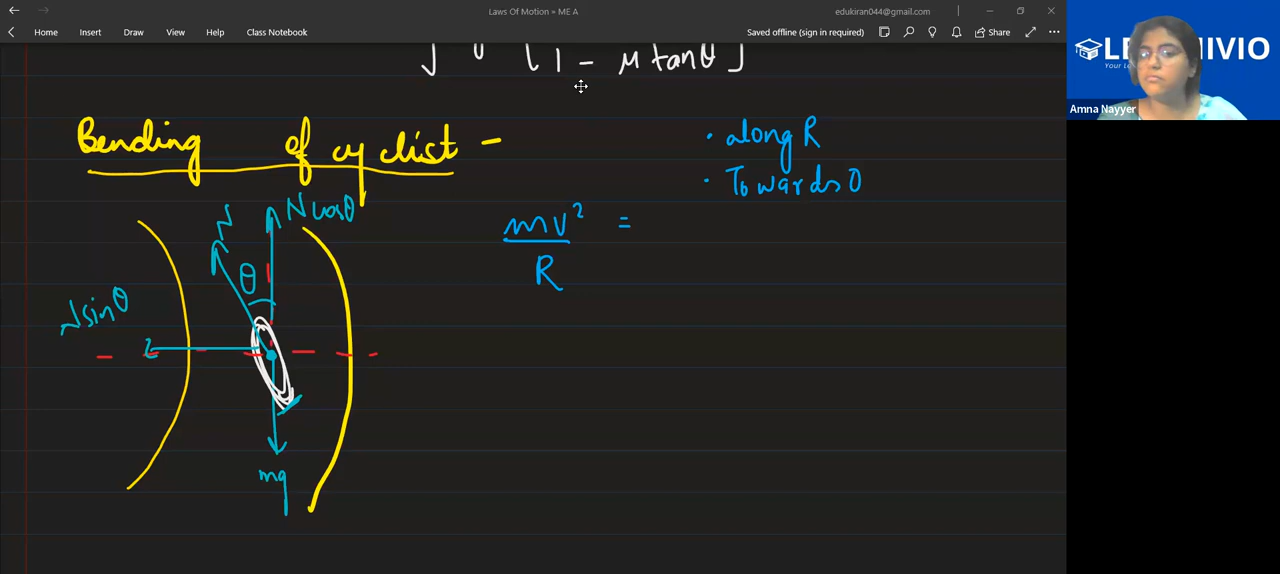 Laws Of Motion » ME A
edukiran044@gmail.com
Home Insert Draw View Help Class Notebook
Saved offline (sign in required)
Share
[ 1 - μ tanθ ]
Bending of cyclist -
• along R
• Towards O
N
N cosθ
θ
N sinθ
mg
mv² =
R
Amna Nayyer